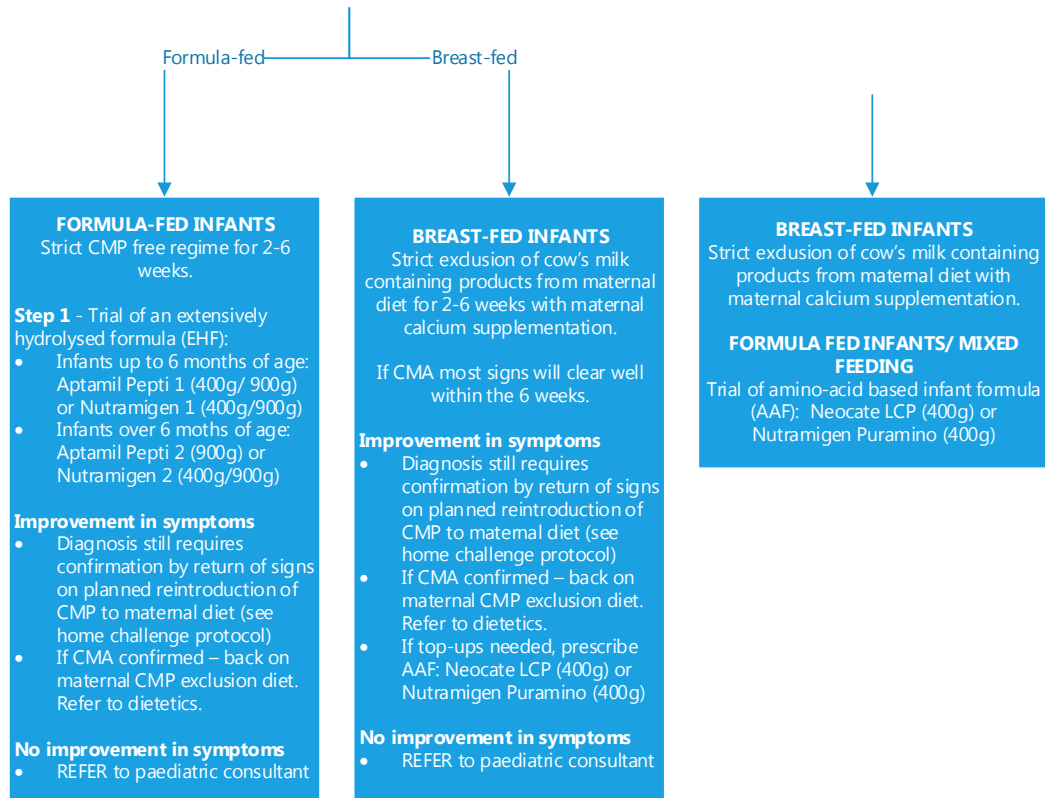 Formula-fed
Breast-fed
FORMULA-FED INFANTS
Strict CMP free regime for 2-6
weeks.
Step 1 - Trial of an extensively
hydrolysed formula (EHF):
• Infants up to 6 months of age:
Aptamil Pepti 1 (400g/ 900g)
or Nutramigen 1 (400g/900g)
• Infants over 6 moths of age:
Aptamil Pepti 2 (900g) or
Nutramigen 2 (400g/900g)
Improvement in symptoms
• Diagnosis still requires
confirmation by return of signs
on planned reintroduction of
CMP to maternal diet (see
home challenge protocol)
• If CMA confirmed – back on
maternal CMP exclusion diet.
Refer to dietetics.
No improvement in symptoms
• REFER to paediatric consultant
BREAST-FED INFANTS
Strict exclusion of cow's milk
containing products from maternal
diet for 2-6 weeks with maternal
calcium supplementation.
If CMA most signs will clear well
within the 6 weeks.
Improvement in symptoms
• Diagnosis still requires
confirmation by return of signs
on planned reintroduction of
CMP to maternal diet (see
home challenge protocol)
• If CMA confirmed – back on
maternal CMP exclusion diet.
Refer to dietetics.
• If top-ups needed, prescribe
AAF: Neocate LCP (400g) or
Nutramigen Puramino (400g)
No improvement in symptoms
• REFER to paediatric consultant
BREAST-FED INFANTS
Strict exclusion of cow's milk containing
products from maternal diet with
maternal calcium supplementation.
FORMULA FED INFANTS/ MIXED
FEEDING
Trial of amino-acid based infant formula
(AAF): Neocate LCP (400g) or
Nutramigen Puramino (400g)